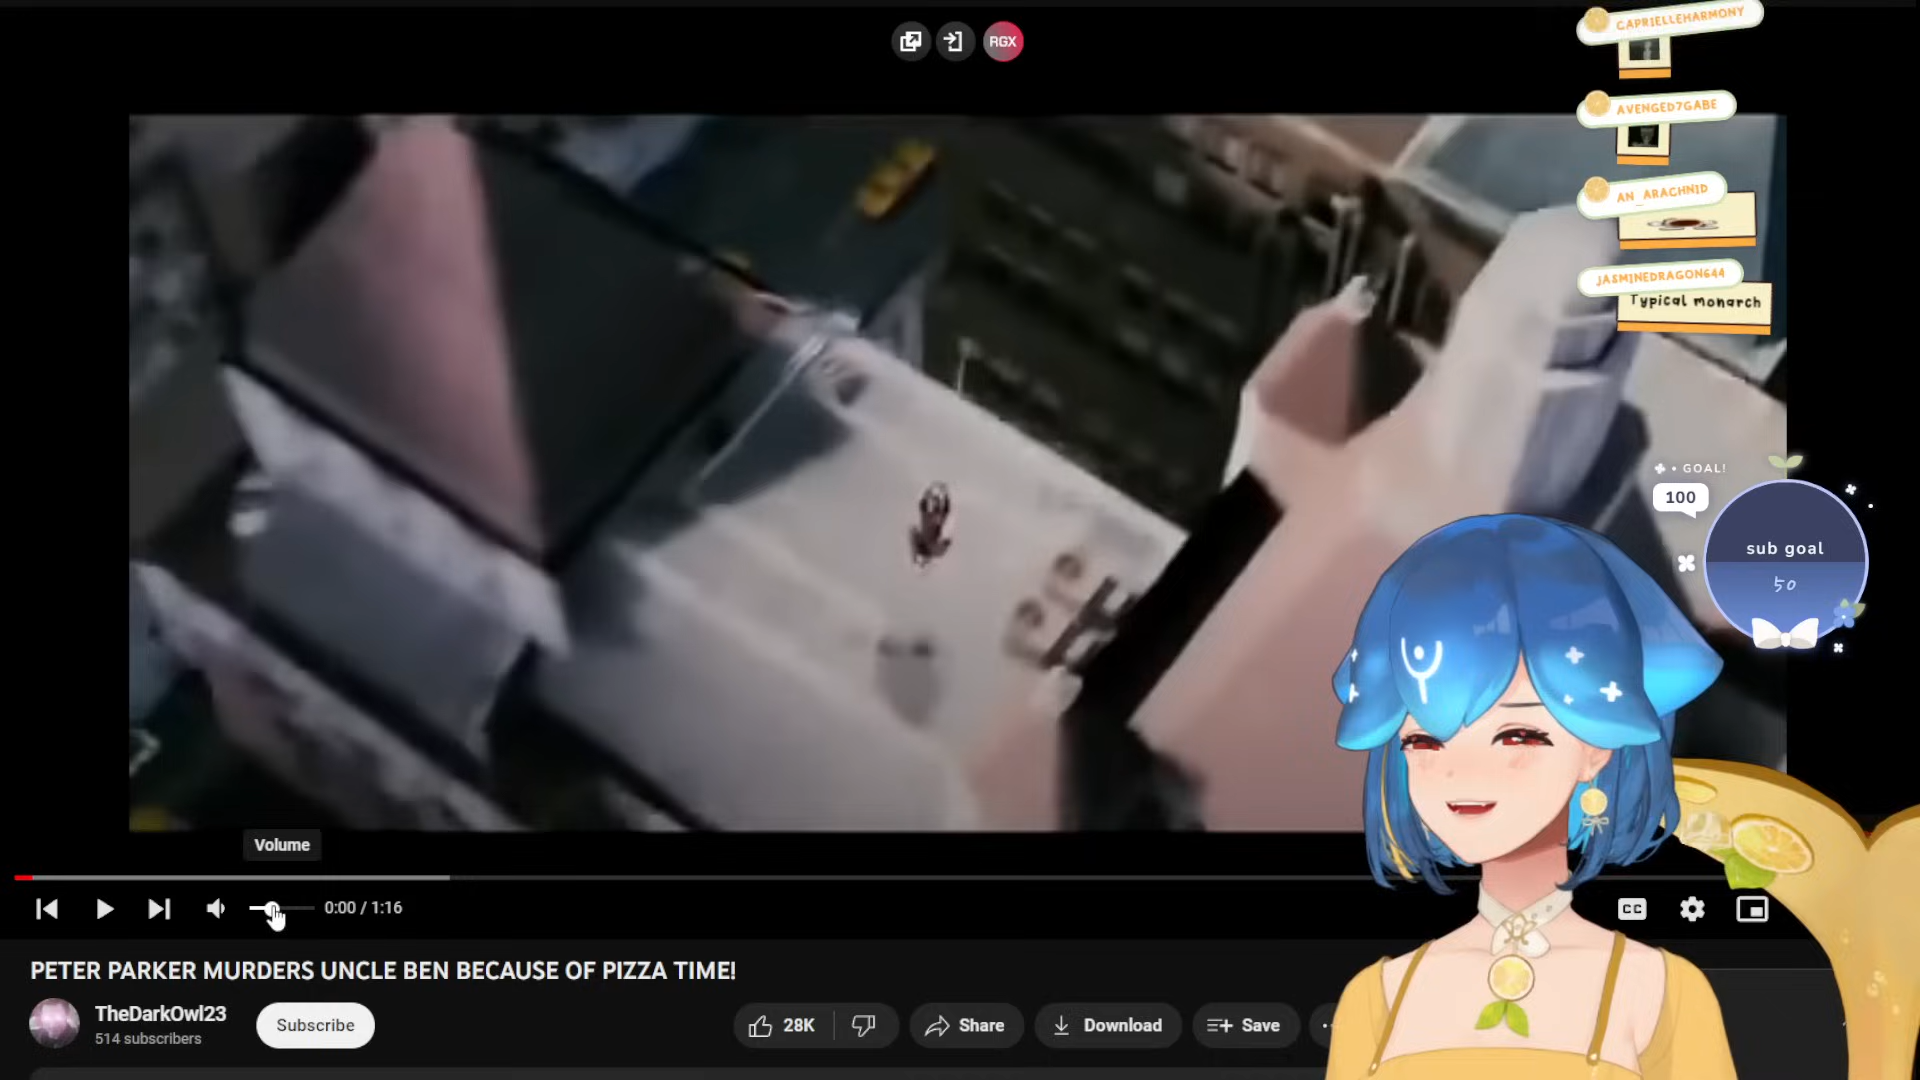 RGX
CAPRIELLEHARMONY
AVENGED7GABE
AN_ARACHNID
JASMINEDRAGON644
Typical monarch
• GOAL!
100
sub goal
50
Volume
0:00 / 1:16
CC
PETER PARKER MURDERS UNCLE BEN BECAUSE OF PIZZA TIME!
TheDarkOwl23
514 subscribers
Subscribe
28K
Share
Download
Save